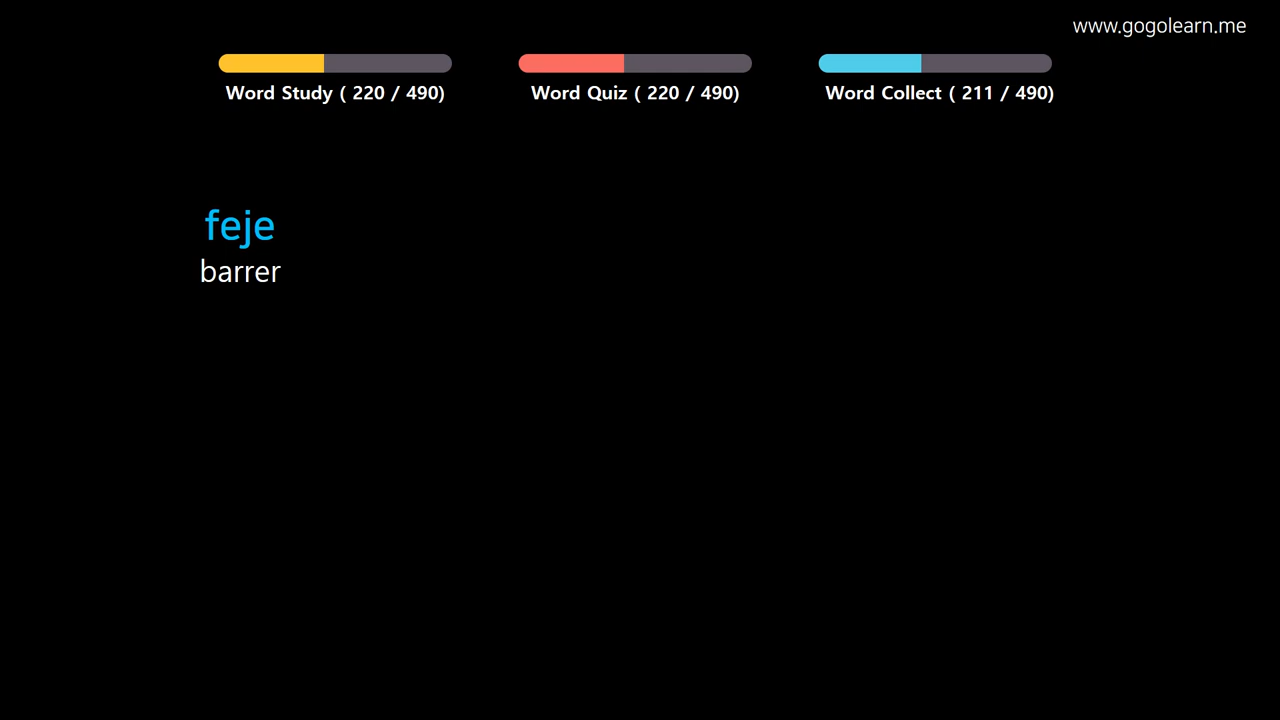 www.gogolearn.me
Word Study ( 220 / 490)
Word Quiz ( 220 / 490)
Word Collect ( 211 / 490)
feje
barrer